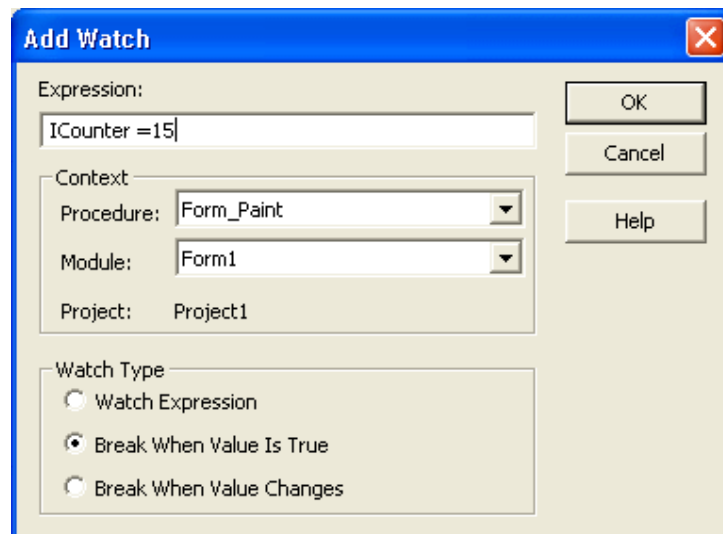 Add Watch
Expression:
ICounter =15
OK
Cancel
Help
Context
Procedure: Form_Paint
Module: Form1
Project: Project1
Watch Type
Watch Expression
Break When Value Is True
Break When Value Changes